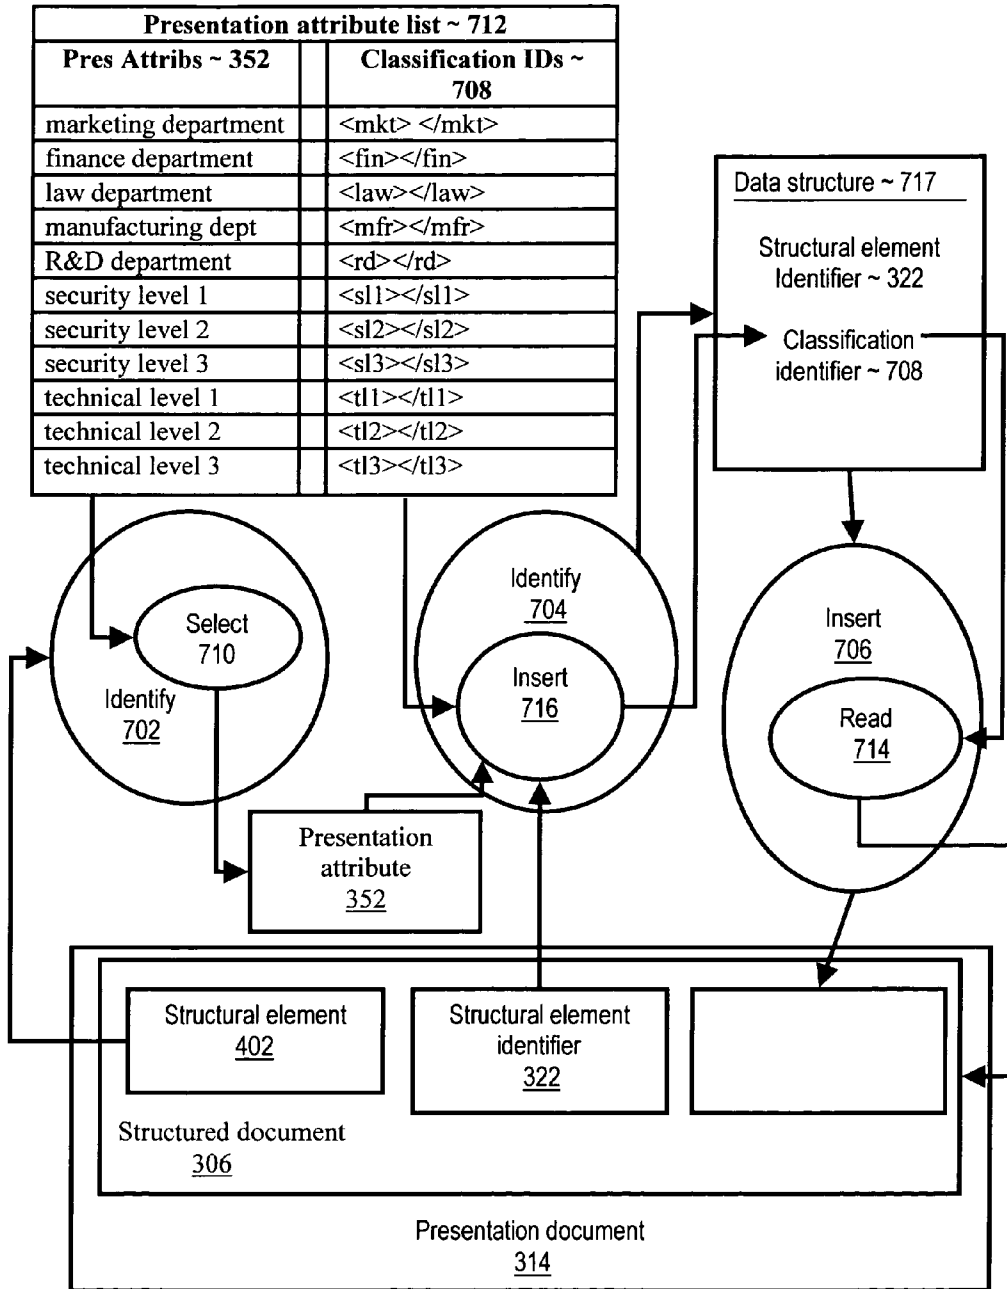 Presentation attribute list ~ 712
Pres Attribs ~ 352 Classification IDs ~
708
marketing department <mkt> </mkt>
finance department <fin></fin>
law department <law></law>
manufacturing dept <mfr></mfr>
R&D department <rd></rd>
security level 1 <sl1></sl1>
security level 2 <sl2></sl2>
security level 3 <sl3></sl3>
technical level 1 <tl1></tl1>
technical level 2 <tl2></tl2>
technical level 3 <tl3></tl3>
Data structure ~ 717
Structural element
Identifier ~ 322
Classification
identifier ~ 708
Select
710
Identify
702
Identify
704
Insert
716
Insert
706
Read
714
Presentation
attribute
352
Structural element
402
Structural element
identifier
322
Structured document
306
Presentation document
314